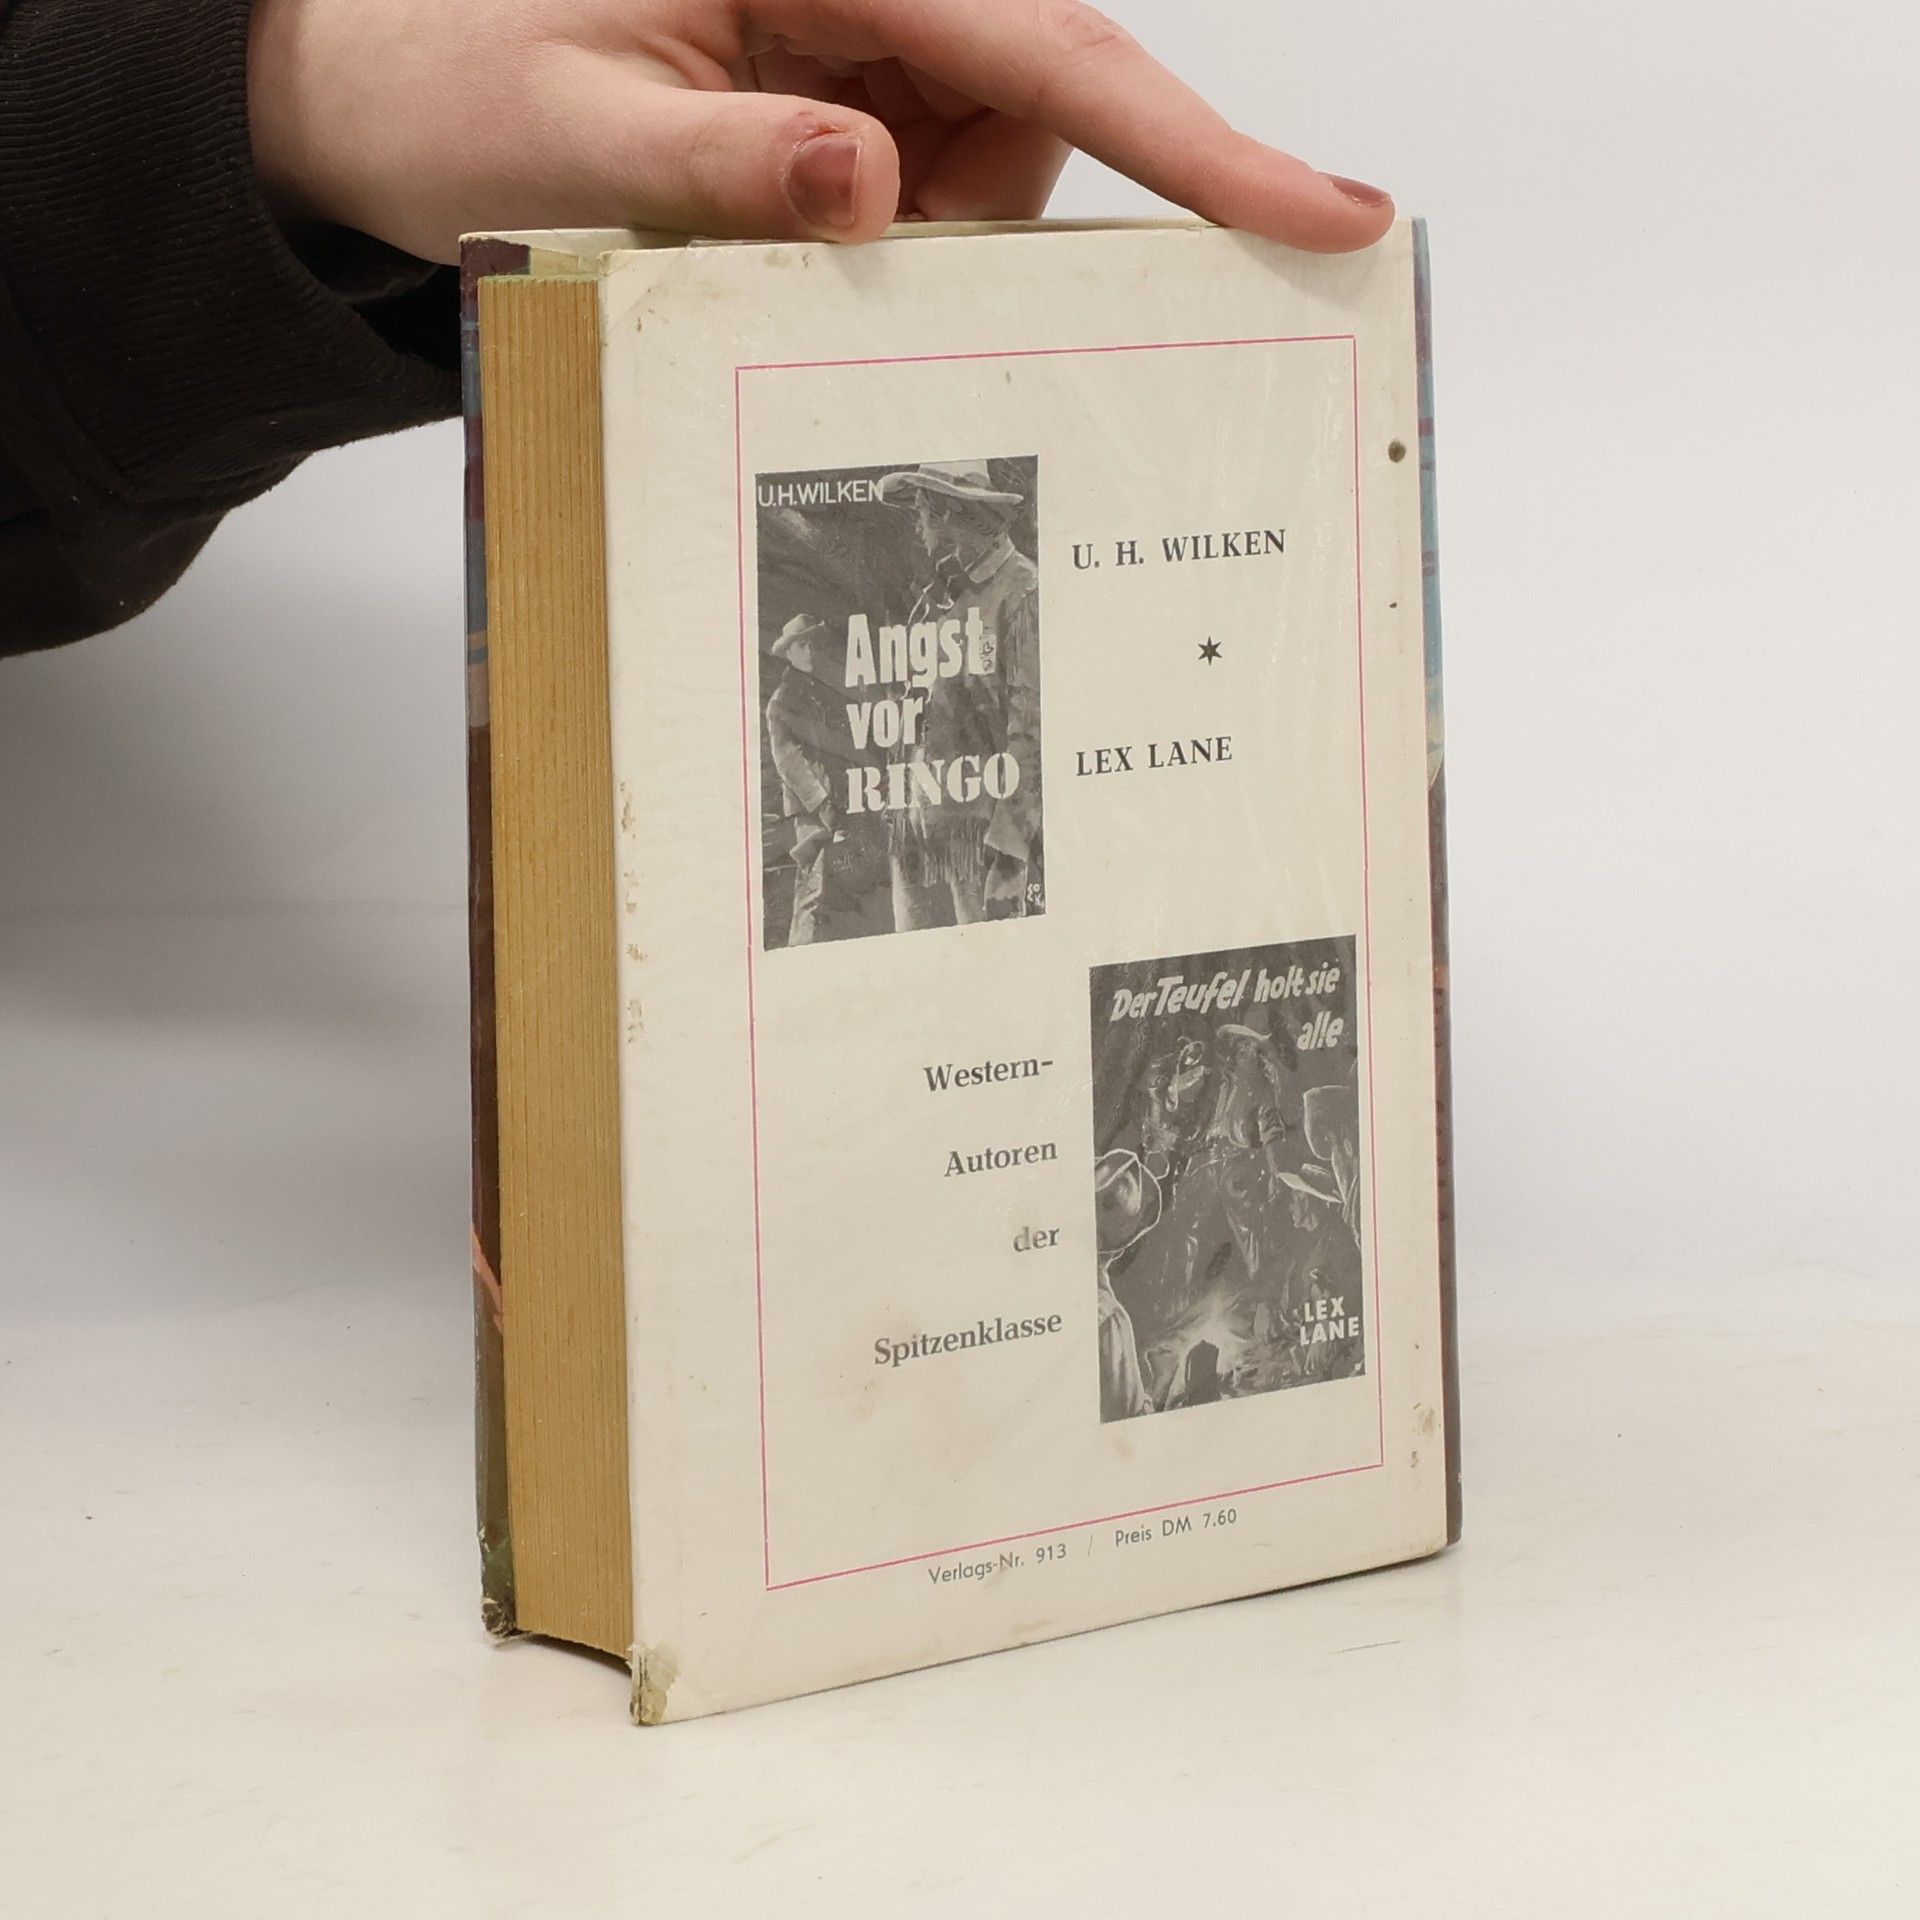 U.H.WILKEN
Angst
vor
RINGO
U. H. WILKEN
LEX LANE
Der Teufel holt sie
alle
LEX
LANE
Western-
Autoren
der
Spitzenklasse
Verlags-Nr. 913 / Preis DM 7.60